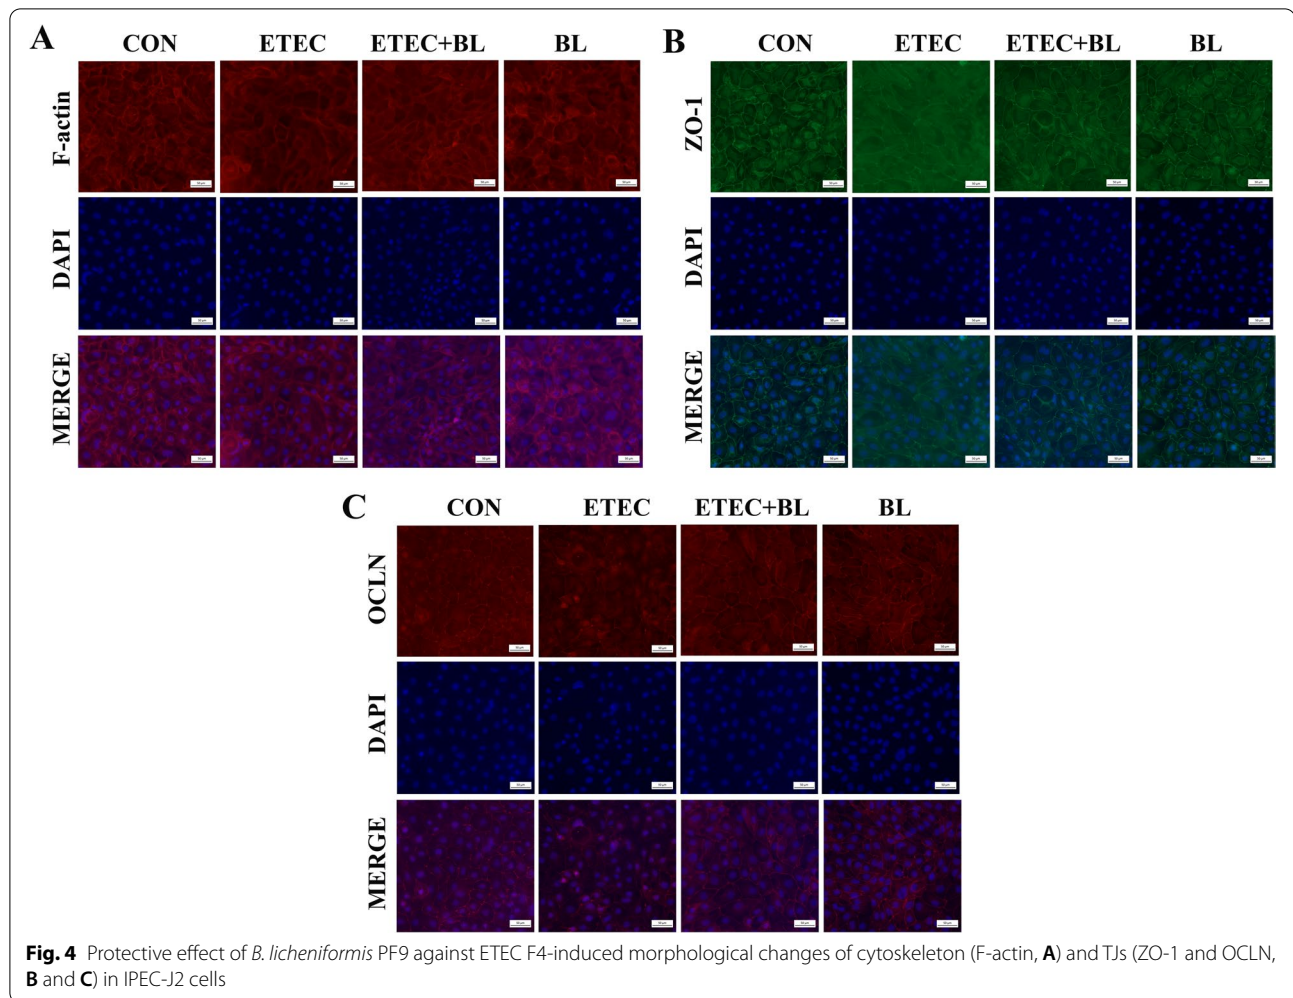 A
CON ETEC ETEC+BL BL
F-actin
DAPI
MERGE
B
CON ETEC ETEC+BL BL
ZO-1
DAPI
MERGE
C
CON ETEC ETEC+BL BL
OCLN
DAPI
MERGE
Fig. 4 Protective effect of B. licheniformis PF9 against ETEC F4-induced morphological changes of cytoskeleton (F-actin, A) and TJs (ZO-1 and OCLN,
B and C) in IPEC-J2 cells